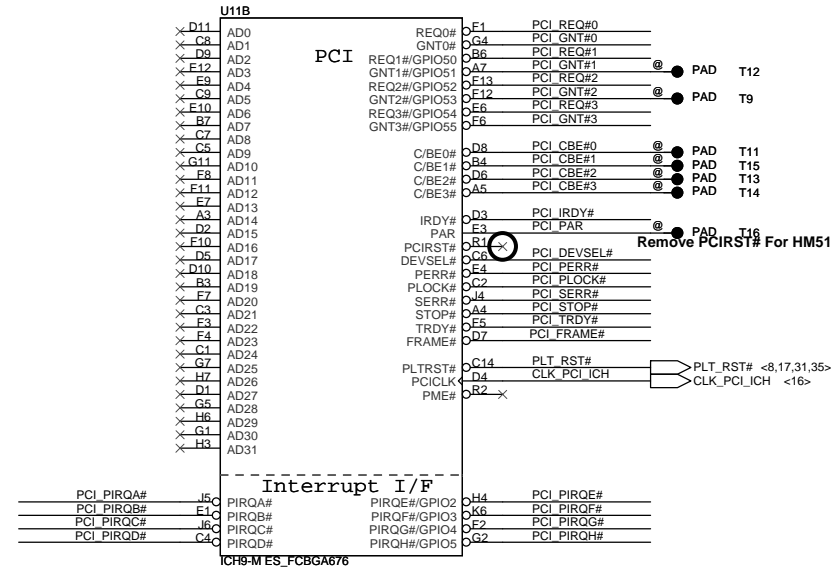 U11B
PCI
D11 AD0
C8 AD1
D9 AD2
E12 AD3
E9 AD4
C9 AD5
E10 AD6
B7 AD7
C7 AD8
C5 AD9
G11 AD10
F8 AD11
F11 AD12
E7 AD13
A3 AD14
D2 AD15
F10 AD16
D5 AD17
D10 AD18
B3 AD19
F7 AD20
C3 AD21
F3 AD22
F4 AD23
C1 AD24
G7 AD25
H7 AD26
D1 AD27
G5 AD28
H6 AD29
G1 AD30
H3 AD31
REQ0# F1 PCI_REQ#0
GNT0# G4 PCI_GNT#0
REQ1#/GPIO50 B6 PCI_REQ#1
GNT1#/GPIO51 A7 PCI_GNT#1 @ PAD T12
REQ2#/GPIO52 F13 PCI_REQ#2
GNT2#/GPIO53 F12 PCI_GNT#2 @ PAD T9
REQ3#/GPIO54 E6 PCI_REQ#3
GNT3#/GPIO55 F6 PCI_GNT#3
C/BE0# D8 PCI_CBE#0 @ PAD T11
C/BE1# B4 PCI_CBE#1 @ PAD T15
C/BE2# D6 PCI_CBE#2 @ PAD T13
C/BE3# A5 PCI_CBE#3 @ PAD T14
IRDY# D3 PCI_IRDY#
PAR E3 PCI_PAR @ PAD T16
PCIRST# R1 Remove PCIRST# For HM51
DEVSEL# C6 PCI_DEVSEL#
PERR# E4 PCI_PERR#
PLOCK# C2 PCI_PLOCK#
SERR# J4 PCI_SERR#
STOP# A4 PCI_STOP#
TRDY# F5 PCI_TRDY#
FRAME# D7 PCI_FRAME#
PLTRST# C14 PLT_RST# PLT_RST# <8,17,31,35>
PCICLK D4 CLK_PCI_ICH CLK_PCI_ICH <16>
PME# R2
Interrupt I/F
PCI_PIRQA# J5 PIRQA#
PCI_PIRQB# E1 PIRQB#
PCI_PIRQC# J6 PIRQC#
PCI_PIRQD# C4 PIRQD#
PIRQE#/GPIO2 H4 PCI_PIRQE#
PIRQF#/GPIO3 K6 PCI_PIRQF#
PIRQG#/GPIO4 F2 PCI_PIRQG#
PIRQH#/GPIO5 G2 PCI_PIRQH#
ICH9-M ES_FCBGA676